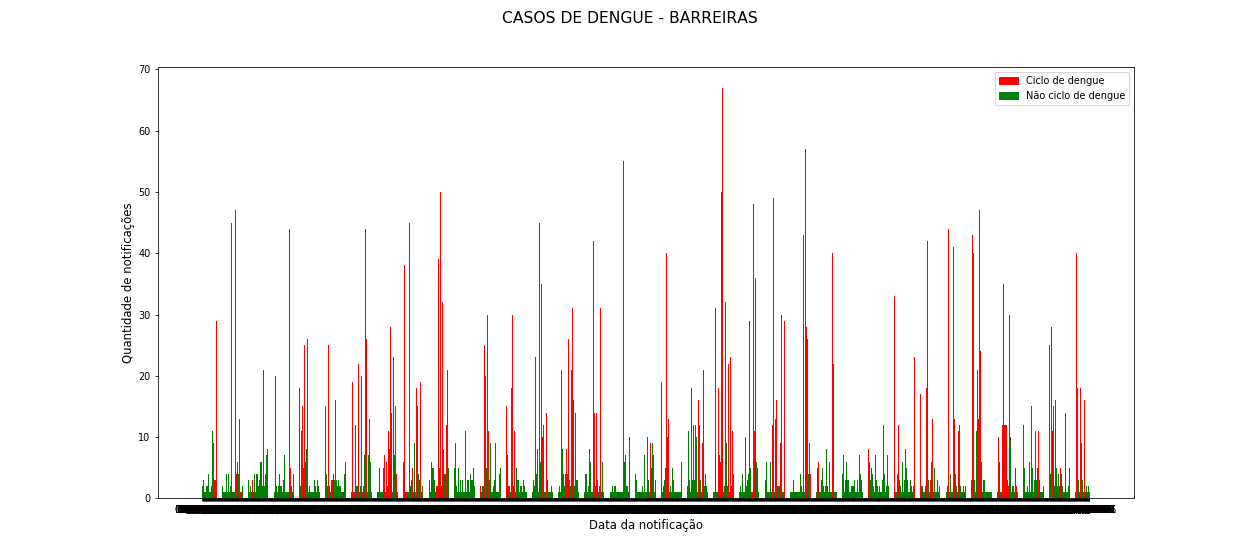 CASOS DE DENGUE - BARREIRAS
70
Ciclo de dengue
Não ciclo de dengue
60
50
40
30
20
10
0
Quantidade de notificações
Data da notificação